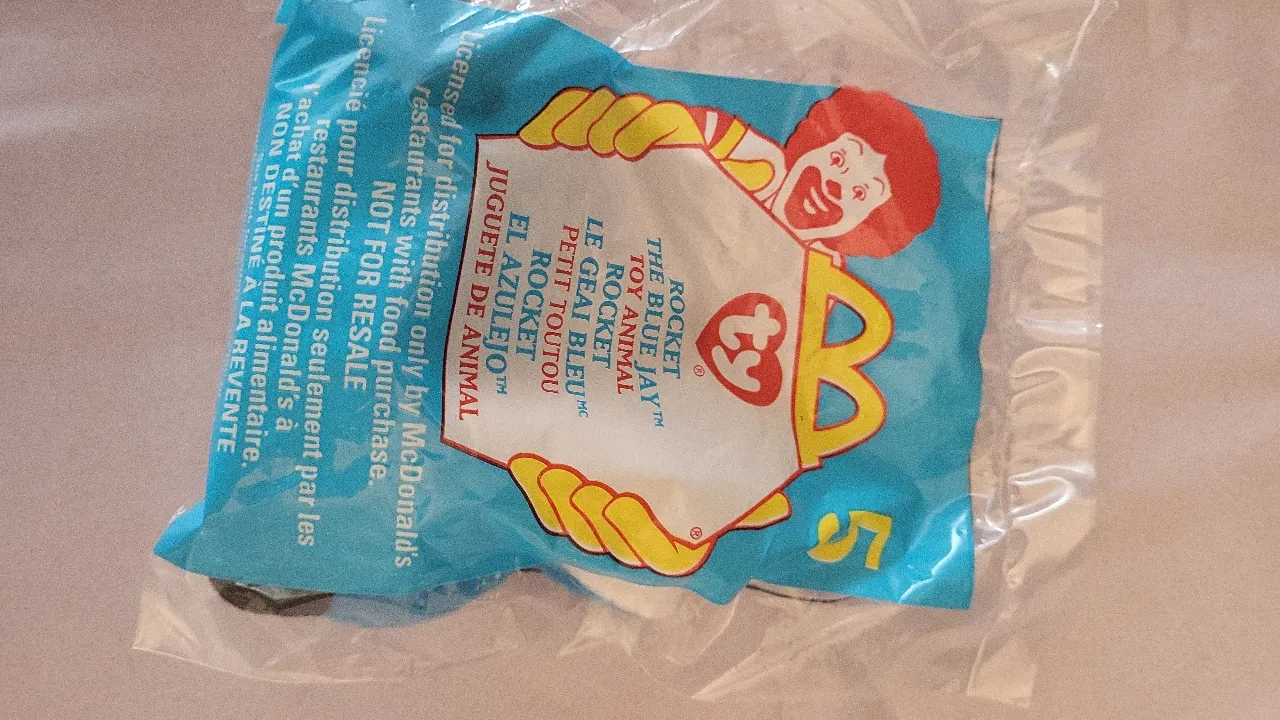 5
ty®
ROCKET
THE BLUE JAY™
TOY ANIMAL
ROCKET
LE GEAI BLEUᴹᶜ
PETIT TOUTOU
ROCKET
EL AZULEJO™
JUGUETE DE ANIMAL
®
Licensed for distribution only by McDonald's
restaurants with food purchase.
NOT FOR RESALE
Licencié pour distribution seulement par les
restaurants McDonald's à
l'achat d'un produit alimentaire.
NON DESTINÉ À LA REVENTE